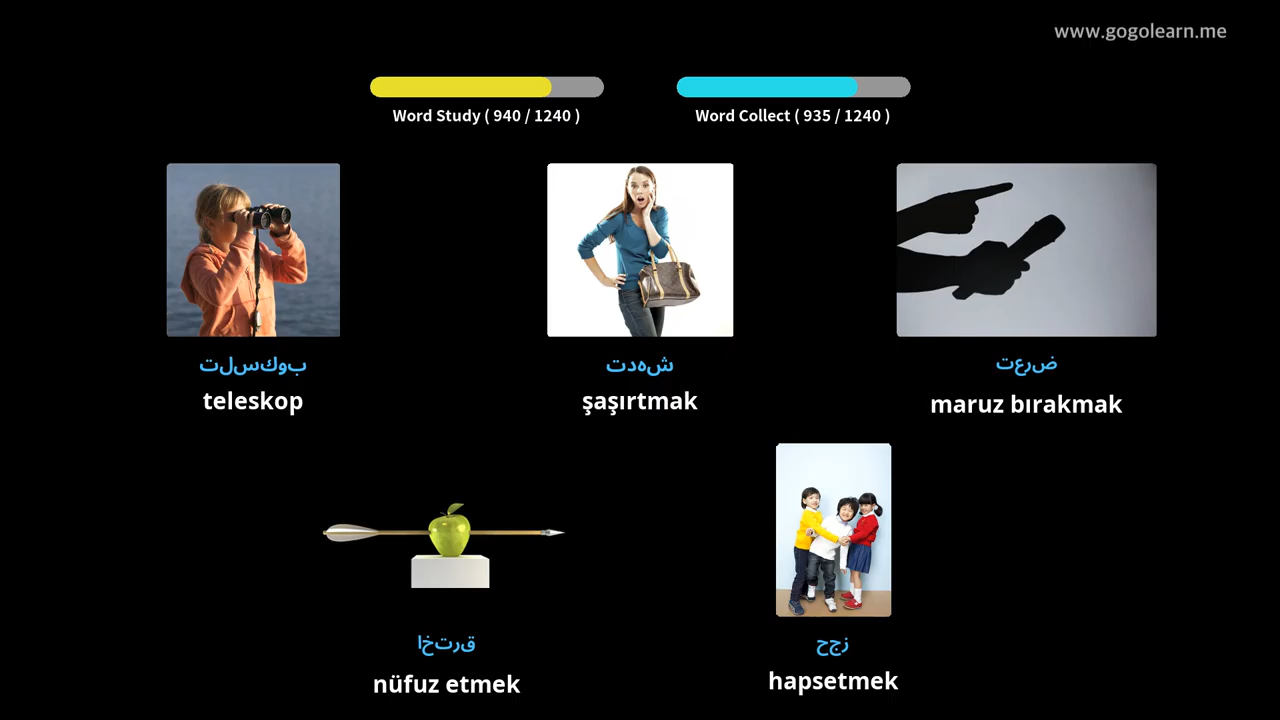 www.gogolearn.me
Word Study ( 940 / 1240 )
Word Collect ( 935 / 1240 )
بوكسلت
teleskop
شهدت
şaşırtmak
ضرعت
maruz bırakmak
قرتخا
nüfuz etmek
زجح
hapsetmek